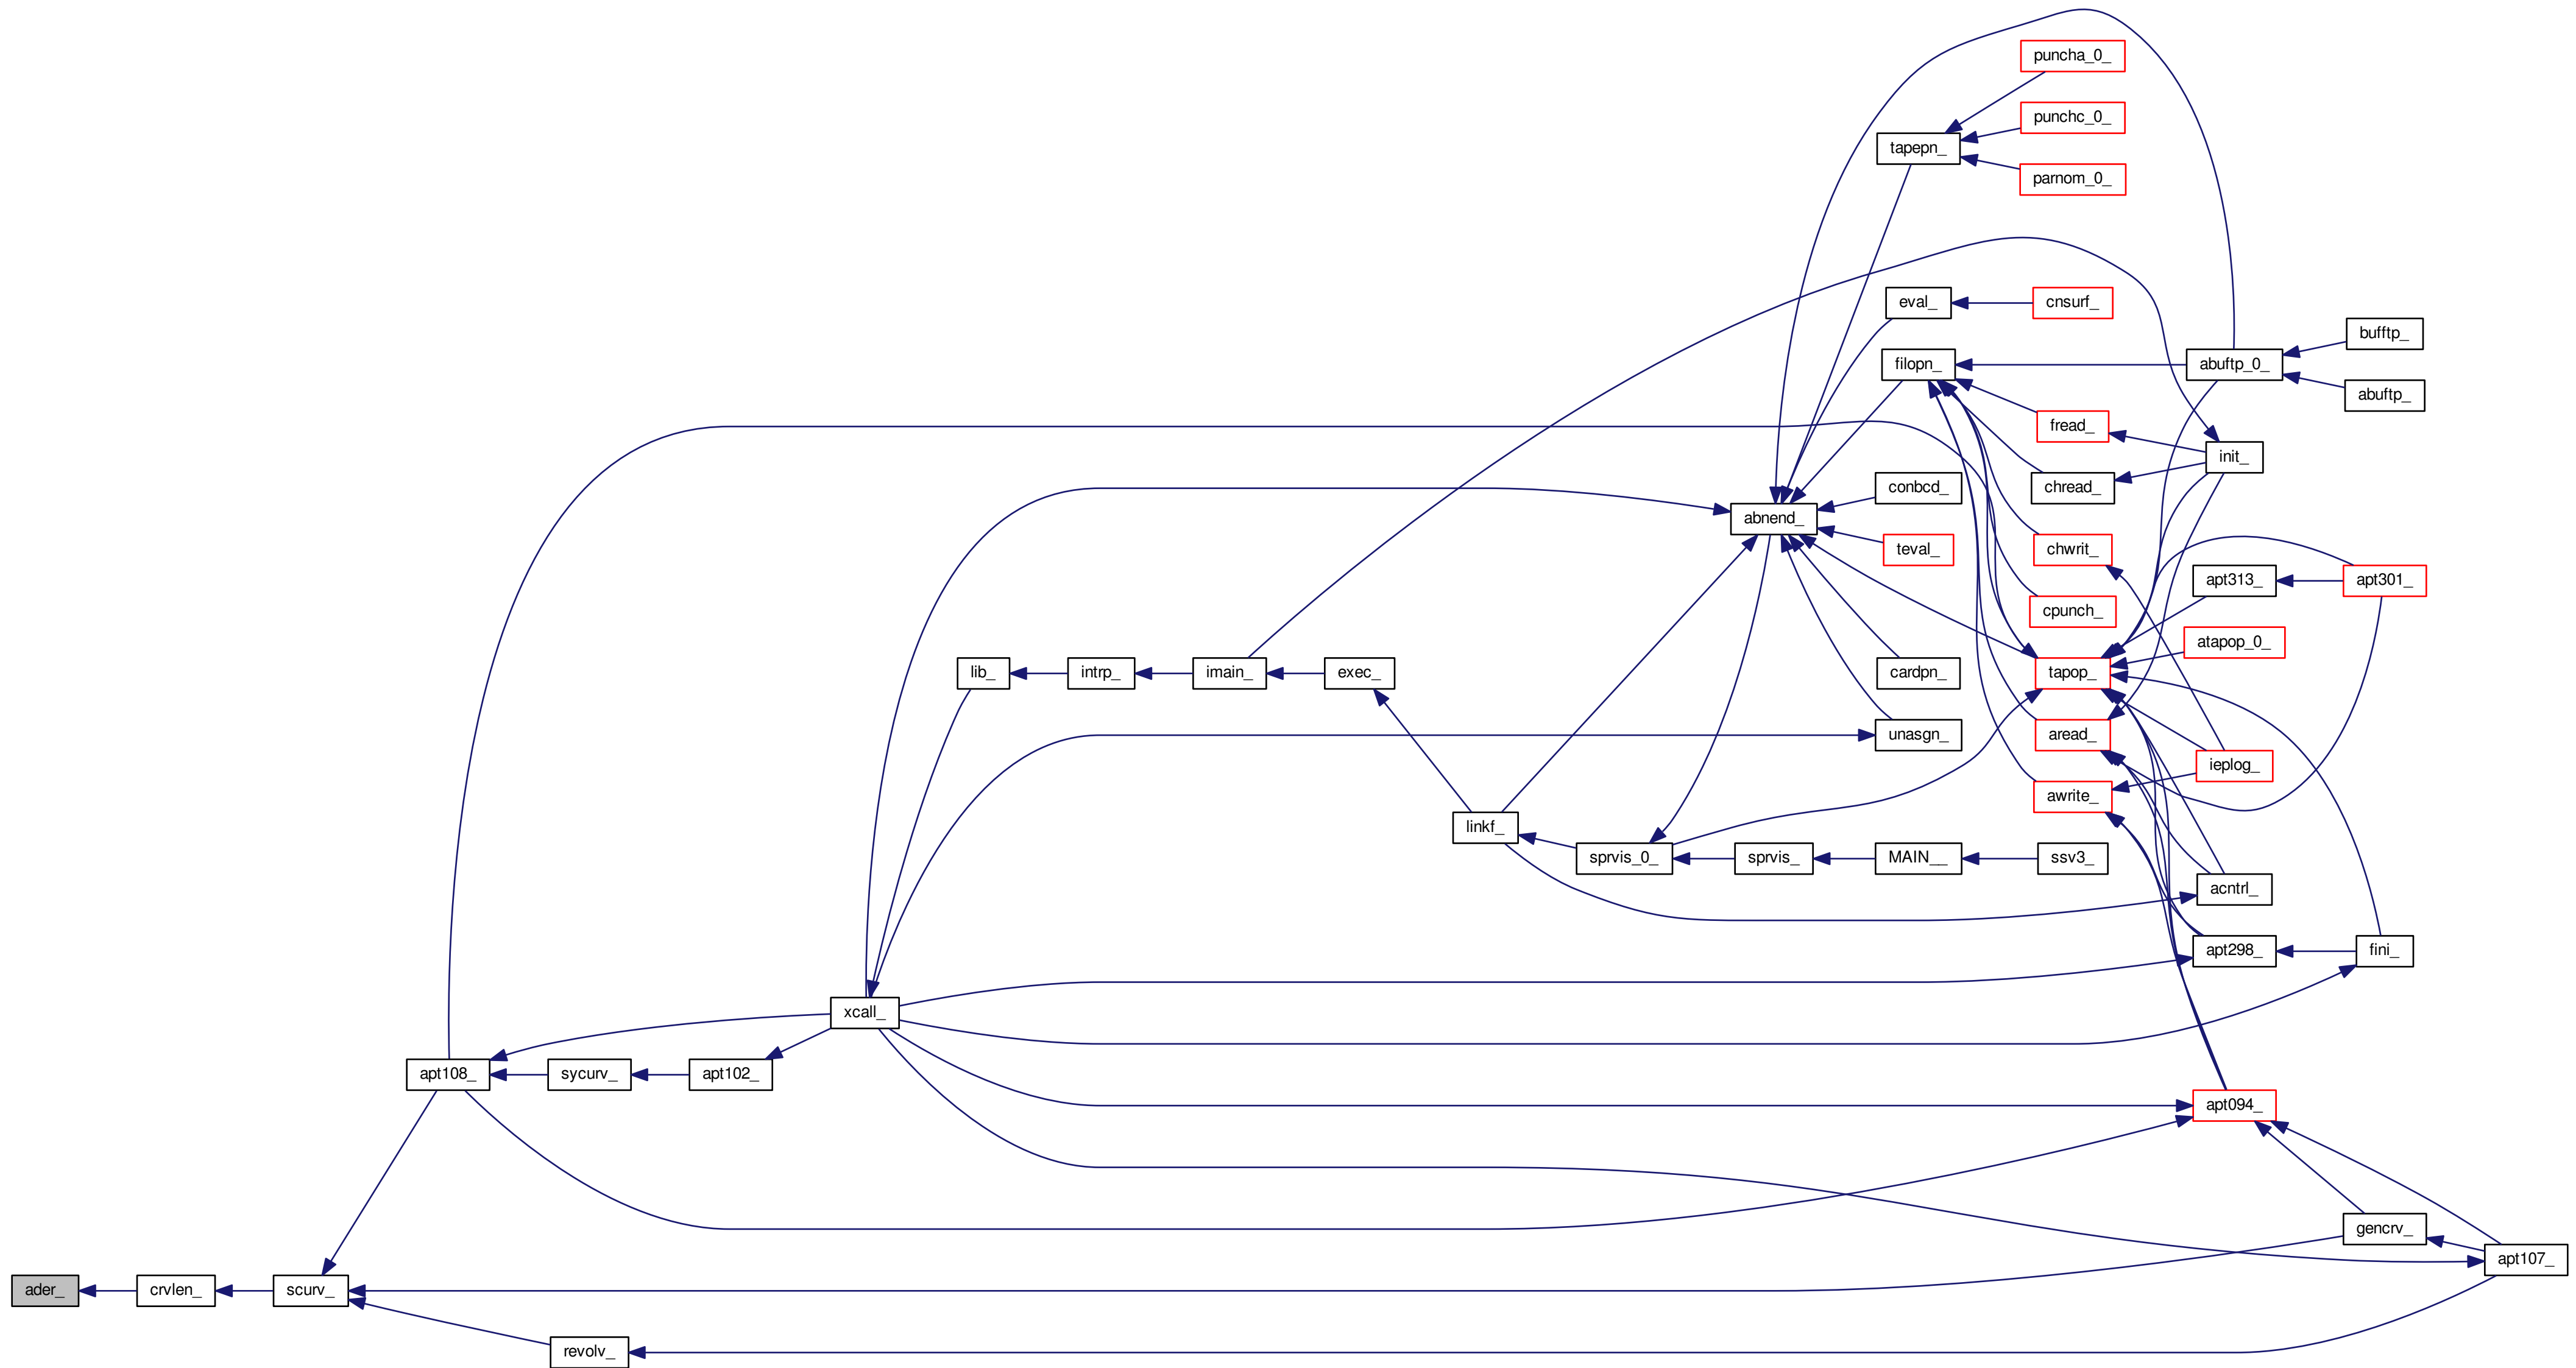 puncha_0_
punchc_0_
tapepn_
parnom_0_
eval_
cnsurf_
bufftp_
filopn_
abuftp_0_
abuftp_
fread_
init_
conbcd_
chread_
abnend_
teval_
chwrit_
apt313_
apt301_
cpunch_
atapop_0_
lib_
intrp_
imain_
exec_
cardpn_
tapop_
unasgn_
aread_
ieplog_
awrite_
linkf_
sprvis_0_
sprvis_
MAIN__
ssv3_
acntrl_
apt298_
fini_
xcall_
apt108_
sycurv_
apt102_
apt094_
gencrv_
apt107_
ader_
crvlen_
scurv_
revolv_